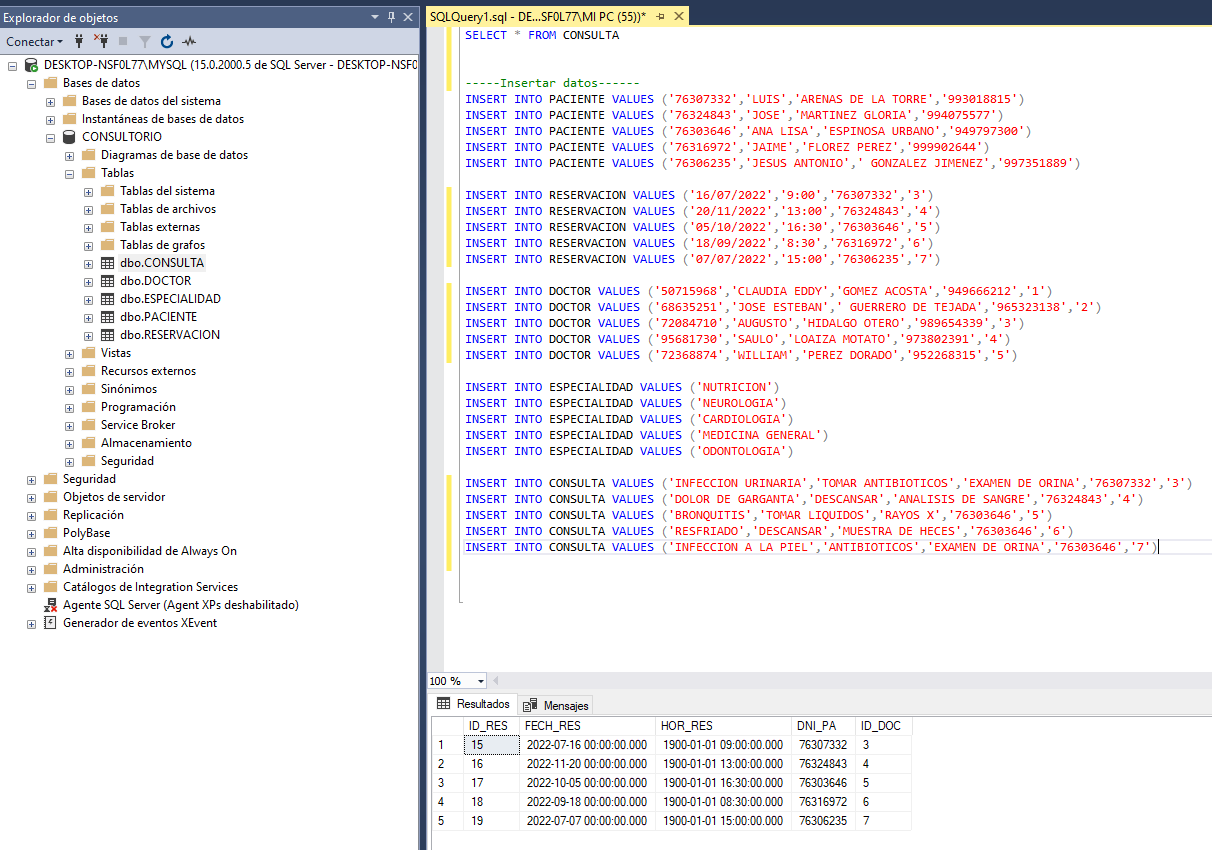 Explorador de objetos
Conectar
DESKTOP-NSF0L77\MYSQL (15.0.2000.5 de SQL Server - DESKTOP-NSF0
Bases de datos
Bases de datos del sistema
Instantáneas de bases de datos
CONSULTORIO
Diagramas de base de datos
Tablas
Tablas del sistema
Tablas de archivos
Tablas externas
Tablas de grafos
dbo.CONSULTA
dbo.DOCTOR
dbo.ESPECIALIDAD
dbo.PACIENTE
dbo.RESERVACION
Vistas
Recursos externos
Sinónimos
Programación
Service Broker
Almacenamiento
Seguridad
Seguridad
Objetos de servidor
Replicación
PolyBase
Alta disponibilidad de Always On
Administración
Catálogos de Integration Services
Agente SQL Server (Agent XPs deshabilitado)
Generador de eventos XEvent
SQLQuery1.sql - DE...SF0L77\MI PC (55))*
SELECT * FROM CONSULTA
-----Insertar datos------
INSERT INTO PACIENTE VALUES ('76307332','LUIS','ARENAS DE LA TORRE','993018815')
INSERT INTO PACIENTE VALUES ('76324843','JOSE','MARTINEZ GLORIA','994075577')
INSERT INTO PACIENTE VALUES ('76303646','ANA LISA','ESPINOSA URBANO','949797300')
INSERT INTO PACIENTE VALUES ('76316972','JAIME','FLOREZ PEREZ','999902644')
INSERT INTO PACIENTE VALUES ('76306235','JESUS ANTONIO',' GONZALEZ JIMENEZ','997351889')
INSERT INTO RESERVACION VALUES ('16/07/2022','9:00','76307332','3')
INSERT INTO RESERVACION VALUES ('20/11/2022','13:00','76324843','4')
INSERT INTO RESERVACION VALUES ('05/10/2022','16:30','76303646','5')
INSERT INTO RESERVACION VALUES ('18/09/2022','8:30','76316972','6')
INSERT INTO RESERVACION VALUES ('07/07/2022','15:00','76306235','7')
INSERT INTO DOCTOR VALUES ('50715968','CLAUDIA EDDY','GOMEZ ACOSTA','949666212','1')
INSERT INTO DOCTOR VALUES ('68635251','JOSE ESTEBAN',' GUERRERO DE TEJADA','965323138','2')
INSERT INTO DOCTOR VALUES ('72084710','AUGUSTO','HIDALGO OTERO','989654339','3')
INSERT INTO DOCTOR VALUES ('95681730','SAULO','LOAIZA MOTATO','973802391','4')
INSERT INTO DOCTOR VALUES ('72368874','WILLIAM','PEREZ DORADO','952268315','5')
INSERT INTO ESPECIALIDAD VALUES ('NUTRICION')
INSERT INTO ESPECIALIDAD VALUES ('NEUROLOGIA')
INSERT INTO ESPECIALIDAD VALUES ('CARDIOLOGIA')
INSERT INTO ESPECIALIDAD VALUES ('MEDICINA GENERAL')
INSERT INTO ESPECIALIDAD VALUES ('ODONTOLOGIA')
INSERT INTO CONSULTA VALUES ('INFECCION URINARIA','TOMAR ANTIBIOTICOS','EXAMEN DE ORINA','76307332','3')
INSERT INTO CONSULTA VALUES ('DOLOR DE GARGANTA','DESCANSAR','ANALISIS DE SANGRE','76324843','4')
INSERT INTO CONSULTA VALUES ('BRONQUITIS','TOMAR LIQUIDOS','RAYOS X','76303646','5')
INSERT INTO CONSULTA VALUES ('RESFRIADO','DESCANSAR','MUESTRA DE HECES','76303646','6')
INSERT INTO CONSULTA VALUES ('INFECCION A LA PIEL','ANTIBIOTICOS','EXAMEN DE ORINA','76303646','7')
100 %
Resultados Mensajes
ID_RES FECH_RES HOR_RES DNI_PA ID_DOC
1 15 2022-07-16 00:00:00.000 1900-01-01 09:00:00.000 76307332 3
2 16 2022-11-20 00:00:00.000 1900-01-01 13:00:00.000 76324843 4
3 17 2022-10-05 00:00:00.000 1900-01-01 16:30:00.000 76303646 5
4 18 2022-09-18 00:00:00.000 1900-01-01 08:30:00.000 76316972 6
5 19 2022-07-07 00:00:00.000 1900-01-01 15:00:00.000 76306235 7